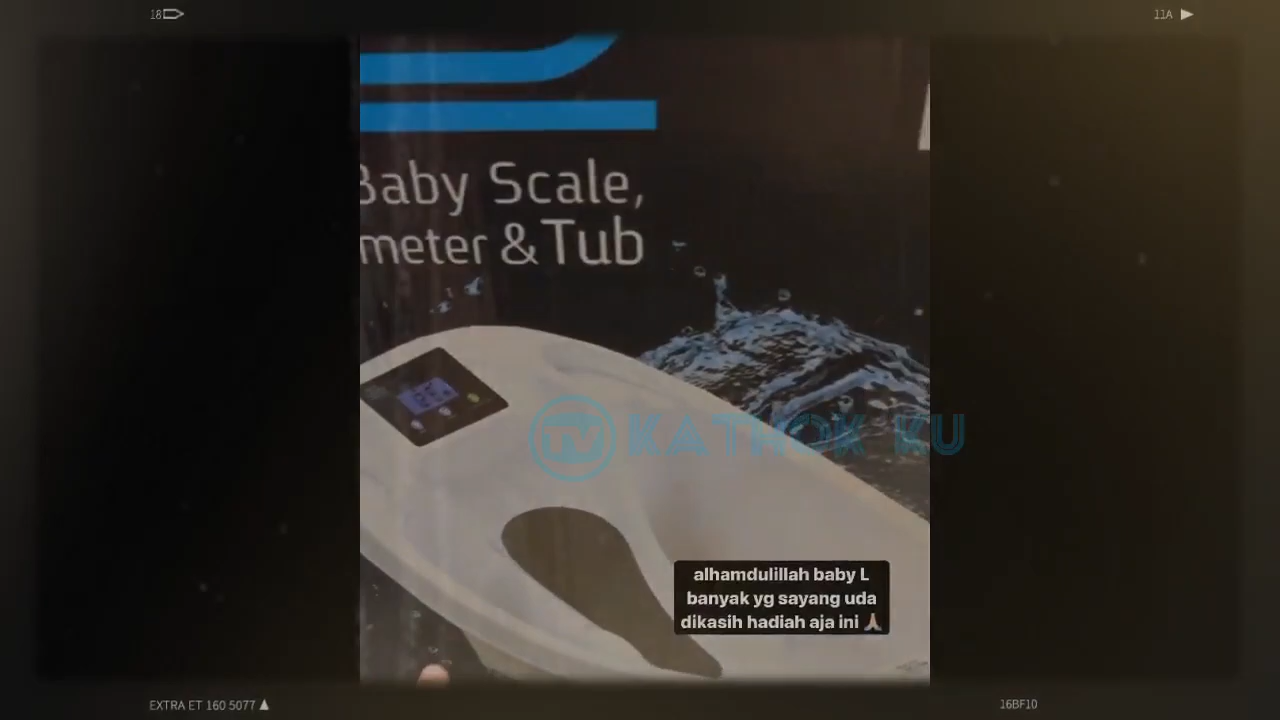 18
11A
Baby Scale,
meter & Tub
TV KATHOK KU
alhamdulillah baby L
banyak yg sayang uda
dikasih hadiah aja ini 🙏🏼
EXTRA ET 160 5077
16BF10